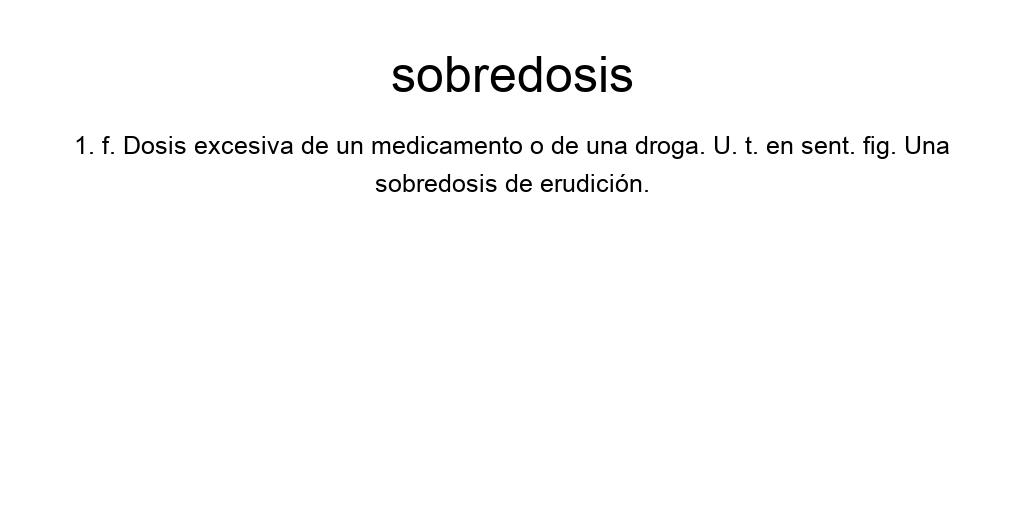 sobredosis
1. f. Dosis excesiva de un medicamento o de una droga. U. t. en sent. fig. Una
sobredosis de erudición.